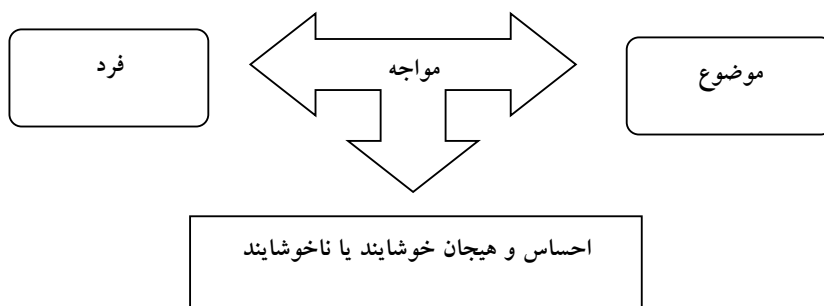 موضوع
مواجه
فرد
احساس و هیجان خوشایند یا ناخوشایند